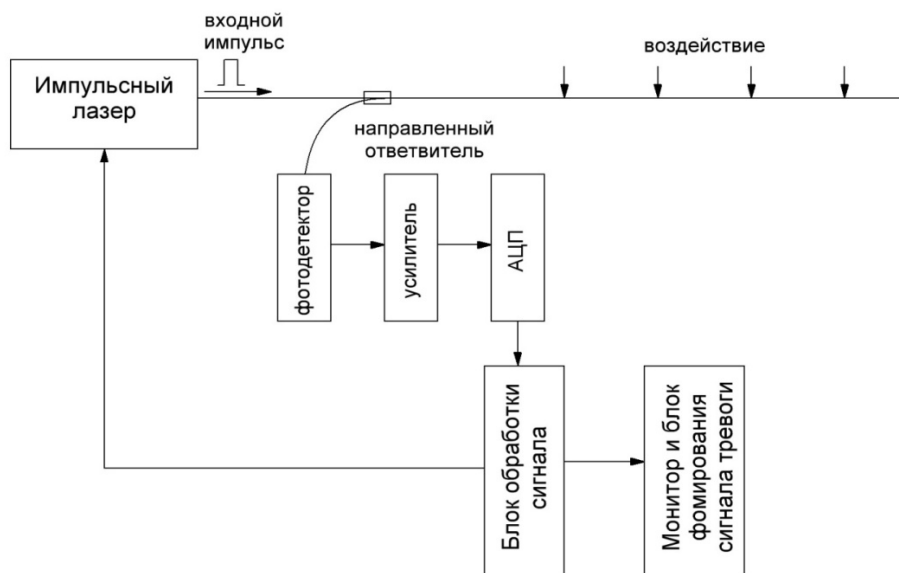 входной
импульс
Импульсный
лазер
воздействие
направленный
ответвитель
фотодетектор
усилитель
АЦП
Блок обработки
сигнала
Монитор и блок
фомирования
сигнала тревоги